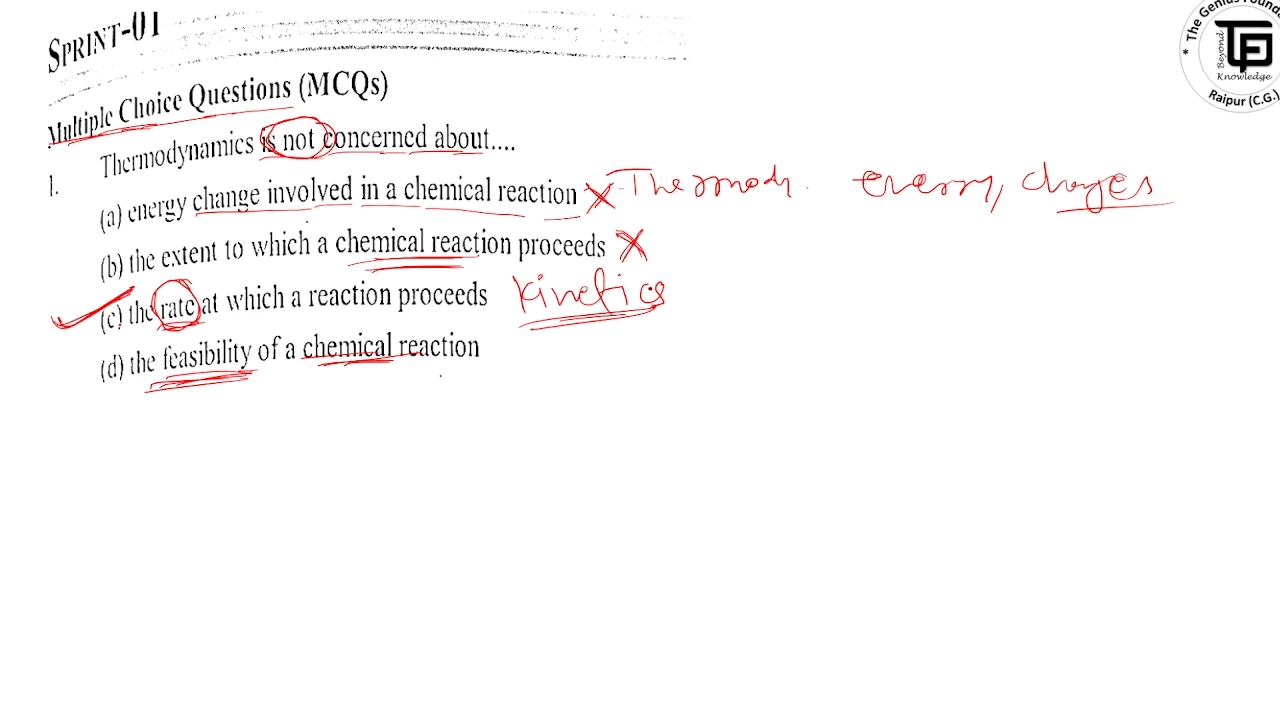 SPRINT-01
Multiple Choice Questions (MCQs)
1. Thermodynamics is not concerned about....
(a) energy change involved in a chemical reaction
energy changes
(b) the extent to which a chemical reaction proceeds
(c) the rate at which a reaction proceeds kinetics
(d) the feasibility of a chemical reaction
* The Genius
Beyond
Knowledge
Raipur (C.G.)